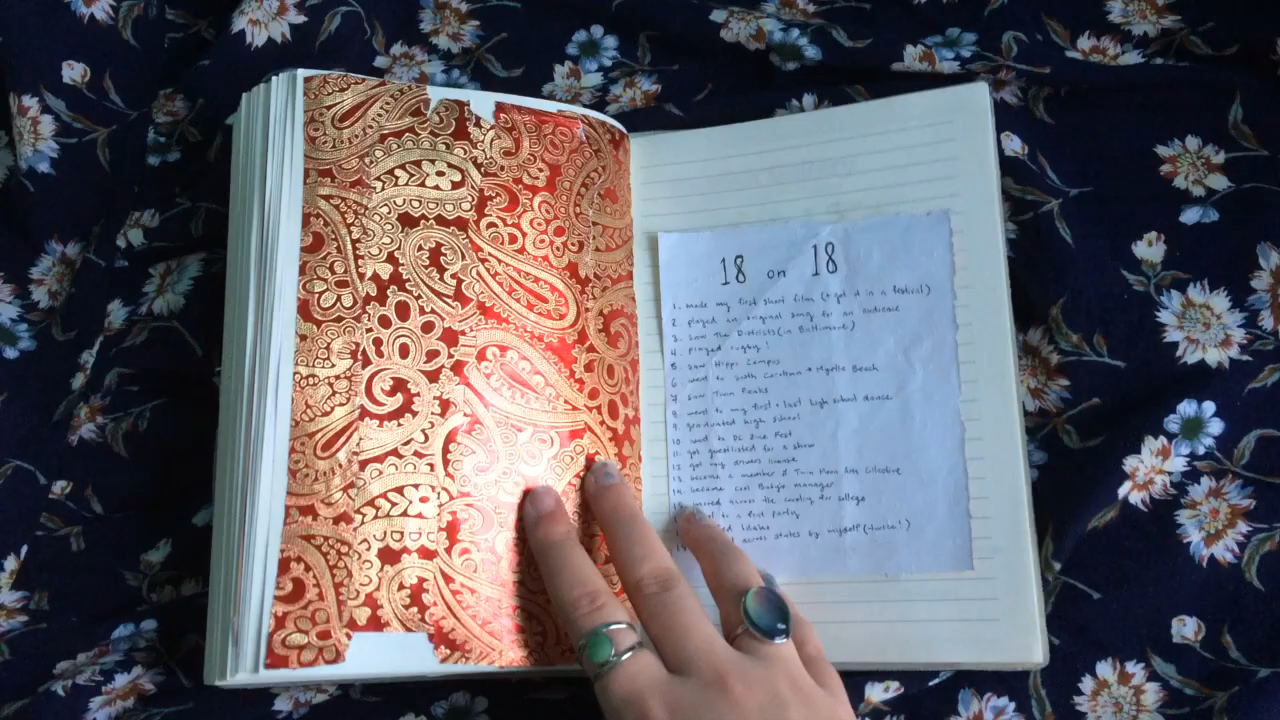 18 on 18
1. made my first short film (+ got it in a festival)
2. played an original song for an audience
3. saw The Districts (in Baltimore)
4. played rugby!
5. saw Hippo Campus
6. went to South Carolina → Myrtle Beach
7. saw Twin Peaks
8. went to my first + last high school dance
9. graduated high school
10. went to DC Zine Fest
11. got guestlisted for a show
12. got my drivers license
13. became a member of Twin Moon Arts Collective
14. became Cool Baby's manager
15. moved across the country for college
to a frat party
Idaho
across states by myself (twice!)